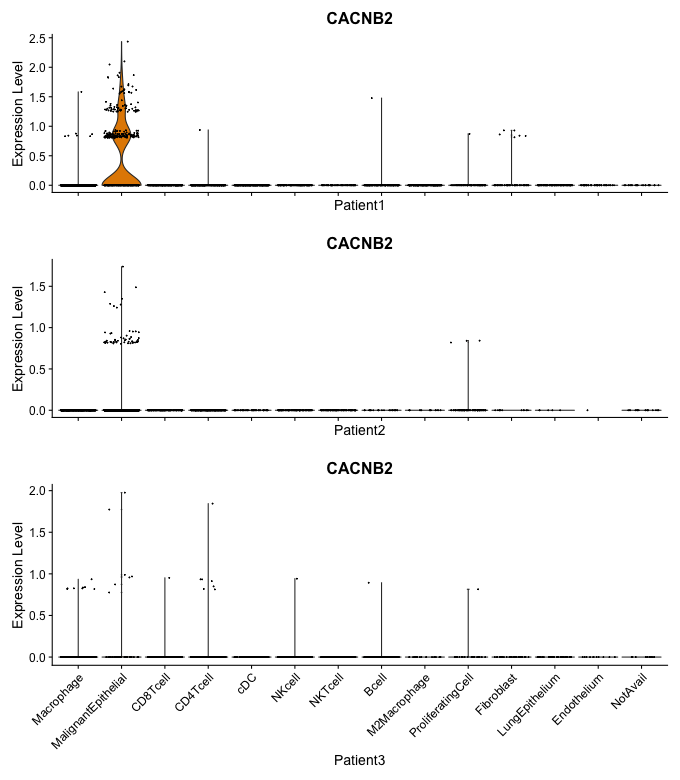 CACNB2
Expression Level
2.5
2.0
1.5
1.0
0.5
0.0
Patient1
CACNB2
Expression Level
1.5
1.0
0.5
0.0
Patient2
CACNB2
Expression Level
2.0
1.5
1.0
0.5
0.0
Macrophage
MalignantEpithelial
CD8Tcell
CD4Tcell
cDC
NKcell
NKTcell
Bcell
M2Macrophage
ProliferatingCell
Fibroblast
LungEpithelium
Endothelium
NotAvail
Patient3